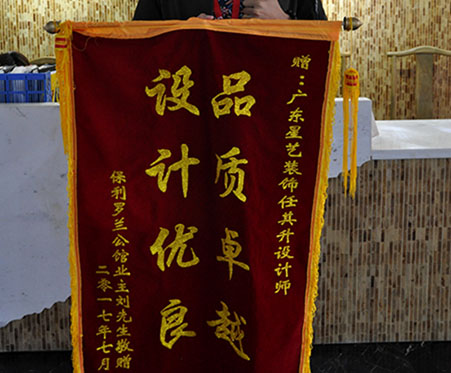 赠：广东星艺装饰任其升设计师
品质卓越
设计优良
保利罗兰公馆业主刘先生敬赠
二零一七年七月